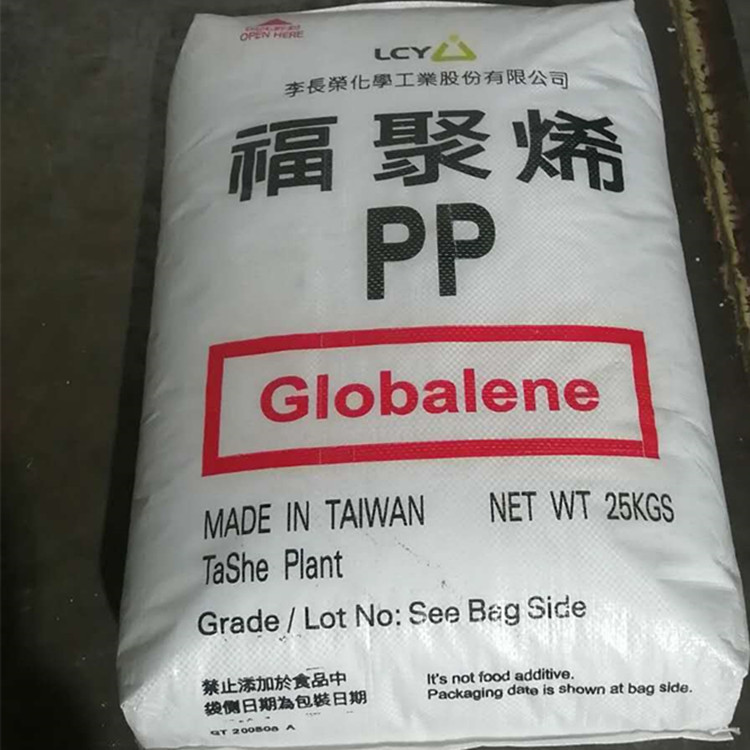 OPEN HERE
LCY
李長榮化學工業股份有限公司
福聚烯
PP
Globalene
MADE IN TAIWAN NET WT 25KGS
TaShe Plant
Grade / Lot No: See Bag Side
禁止添加於食品中
袋側日期為包裝日期
It's not food additive.
Packaging date is shown at bag side.
GT 200808 A